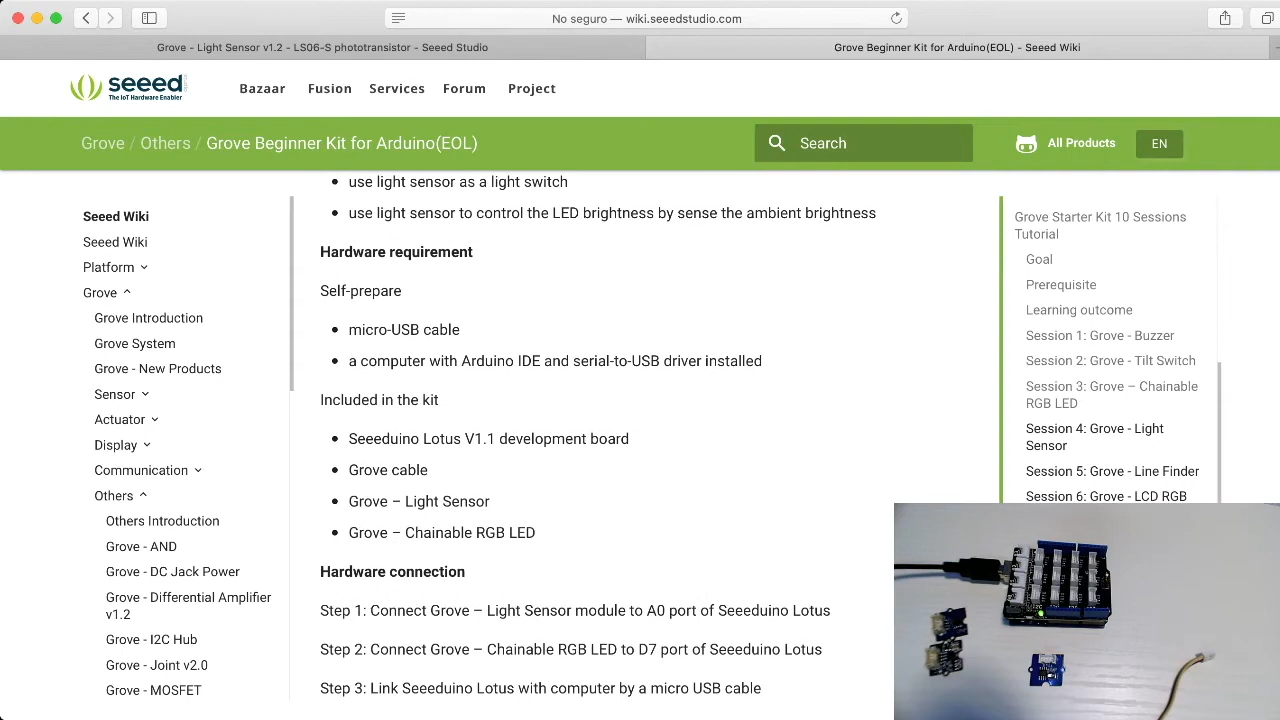 No seguro — wiki.seeedstudio.com
Grove - Light Sensor v1.2 - LS06-S phototransistor - Seeed Studio
Grove Beginner Kit for Arduino(EOL) - Seeed Wiki
seeed
The IoT Hardware Enabler
Bazaar
Fusion
Services
Forum
Project
Grove / Others / Grove Beginner Kit for Arduino(EOL)
Search
All Products
EN
Seeed Wiki
Seeed Wiki
Platform
Grove
Grove Introduction
Grove System
Grove - New Products
Sensor
Actuator
Display
Communication
Others
Others Introduction
Grove - AND
Grove - DC Jack Power
Grove - Differential Amplifier
v1.2
Grove - I2C Hub
Grove - Joint v2.0
Grove - MOSFET
use light sensor as a light switch
use light sensor to control the LED brightness by sense the ambient brightness
Hardware requirement
Self-prepare
micro-USB cable
a computer with Arduino IDE and serial-to-USB driver installed
Included in the kit
Seeeduino Lotus V1.1 development board
Grove cable
Grove – Light Sensor
Grove – Chainable RGB LED
Hardware connection
Step 1: Connect Grove – Light Sensor module to A0 port of Seeeduino Lotus
Step 2: Connect Grove – Chainable RGB LED to D7 port of Seeeduino Lotus
Step 3: Link Seeeduino Lotus with computer by a micro USB cable
Grove Starter Kit 10 Sessions
Tutorial
Goal
Prerequisite
Learning outcome
Session 1: Grove - Buzzer
Session 2: Grove - Tilt Switch
Session 3: Grove – Chainable
RGB LED
Session 4: Grove - Light
Sensor
Session 5: Grove - Line Finder
Session 6: Grove - LCD RGB